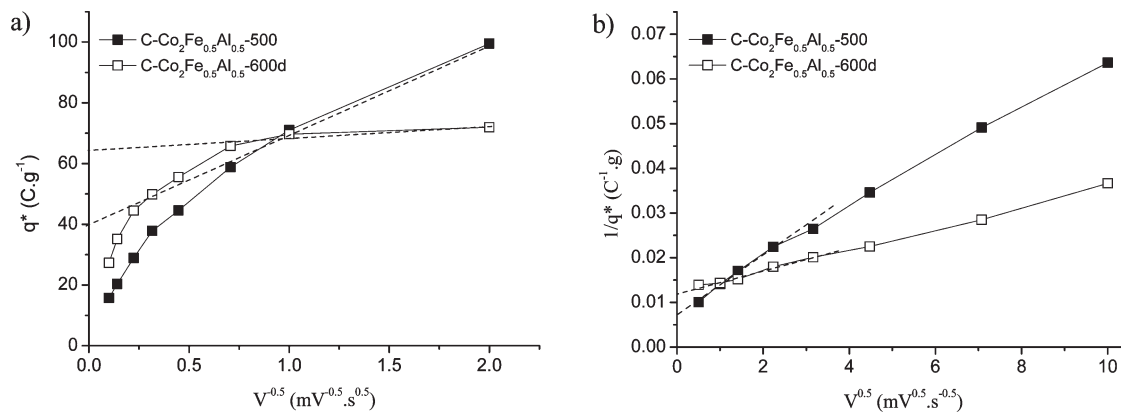 a)
C-Co₂Fe₀.₅Al₀.₅-500
C-Co₂Fe₀.₅Al₀.₅-600d
100
80
60
40
20
0
q* (C.g⁻¹)
0.0
0.5
1.0
1.5
2.0
V⁻⁰·⁵ (mV⁻⁰·⁵.s⁰·⁵)
b)
C-Co₂Fe₀.₅Al₀.₅-500
C-Co₂Fe₀.₅Al₀.₅-600d
0.07
0.06
0.05
0.04
0.03
0.02
0.01
0.00
1/q* (C⁻¹.g)
0
2
4
6
8
10
V⁰·⁵ (mV⁰·⁵.s⁻⁰·⁵)